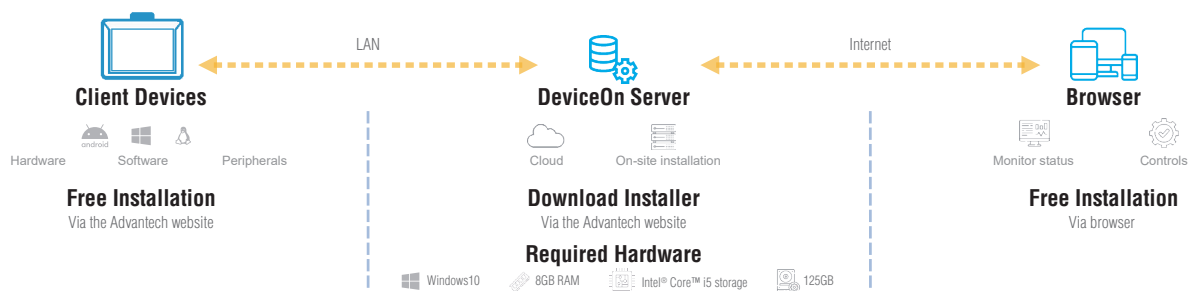 LAN
Internet
Client Devices
DeviceOn Server
Browser
android
Hardware
Software
Peripherals
Cloud
On-site installation
Monitor status
Controls
Free Installation
Via the Advantech website
Download Installer
Via the Advantech website
Free Installation
Via browser
Required Hardware
Windows10
8GB RAM
Intel® Core™ i5 storage
125GB